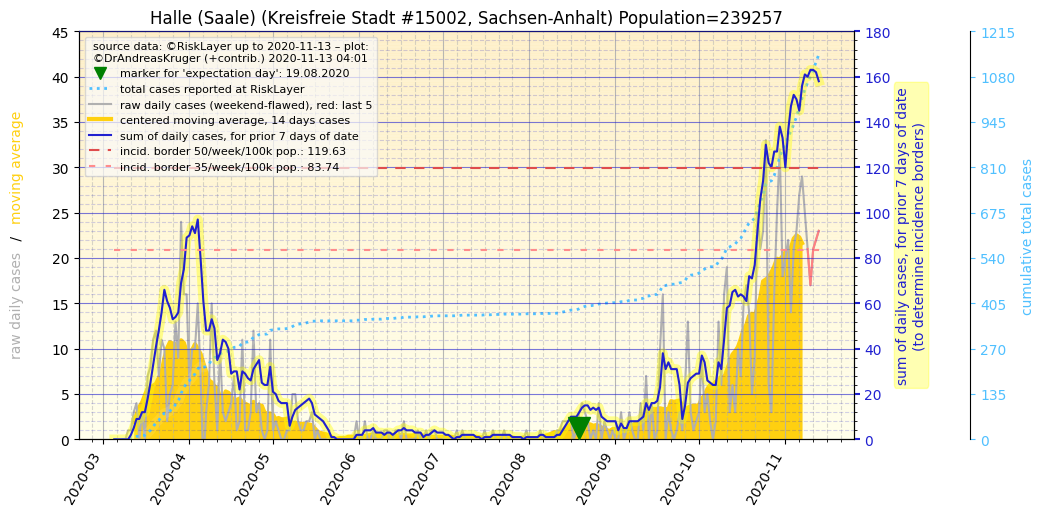 Halle (Saale) (Kreisfreie Stadt #15002, Sachsen-Anhalt) Population=239257
source data: ©RiskLayer up to 2020-11-13 – plot:
©DrAndreasKruger (+contrib.) 2020-11-13 04:01
marker for 'expectation day': 19.08.2020
total cases reported at RiskLayer
raw daily cases (weekend-flawed), red: last 5
centered moving average, 14 days cases
sum of daily cases, for prior 7 days of date
incid. border 50/week/100k pop.: 119.63
incid. border 35/week/100k pop.: 83.74
raw daily cases / moving average
45
40
35
30
25
20
15
10
5
0
2020-03
2020-04
2020-05
2020-06
2020-07
2020-08
2020-09
2020-10
2020-11
180
160
140
120
100
80
60
40
20
0
sum of daily cases, for prior 7 days of date
(to determine incidence borders)
1215
1080
945
810
675
540
405
270
135
0
cumulative total cases